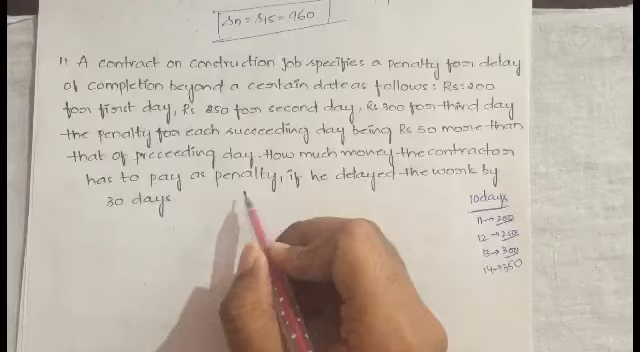 Sn = S15 = 960
11 A contract on construction job specifies a penalty for delay
of completion beyond a certain date as follows: Rs:200
for first day, Rs 250 for second day, Rs 300 for third day
the penalty for each succeeding day being Rs 50 more than
that of preceeding day. How much money the contractor
has to pay as penalty, if he delayed the work by
30 days
10days
11→200
12→250
13→300
14→350